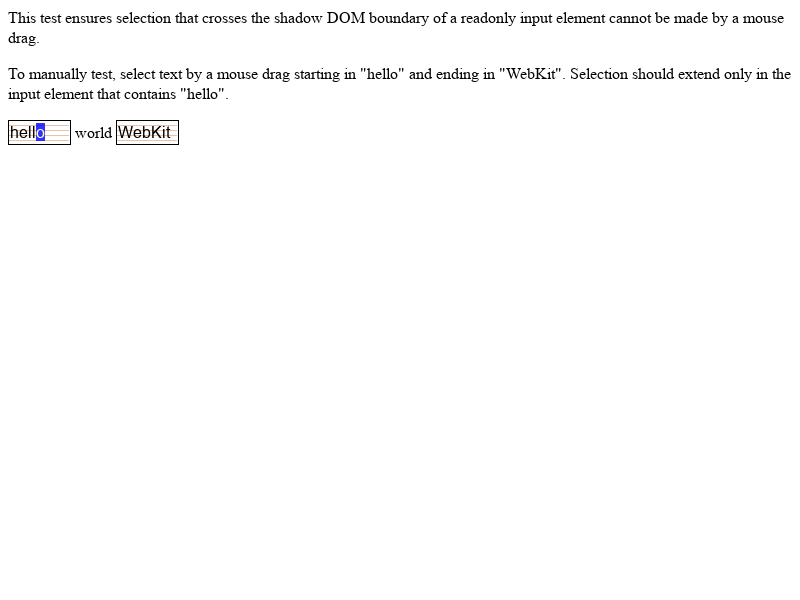 This test ensures selection that crosses the shadow DOM boundary of a readonly input element cannot be made by a mouse
drag.
To manually test, select text by a mouse drag starting in "hello" and ending in "WebKit". Selection should extend only in the
input element that contains "hello".
hello world WebKit